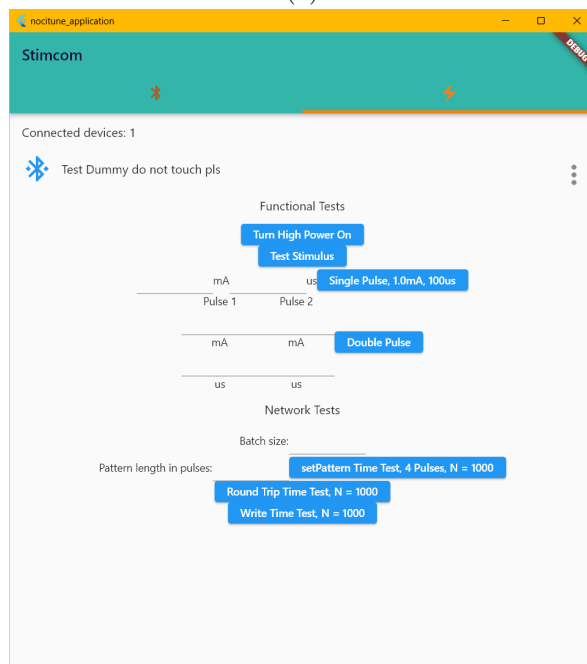 nocitune_application
Stimcom
DEBUG
Connected devices: 1
Test Dummy do not touch pls
Functional Tests
Turn High Power On
Test Stimulus
mA us Single Pulse, 1.0mA, 100us
Pulse 1 Pulse 2
mA mA Double Pulse
us us
Network Tests
Batch size:
Pattern length in pulses: setPattern Time Test, 4 Pulses, N = 1000
Round Trip Time Test, N = 1000
Write Time Test, N = 1000